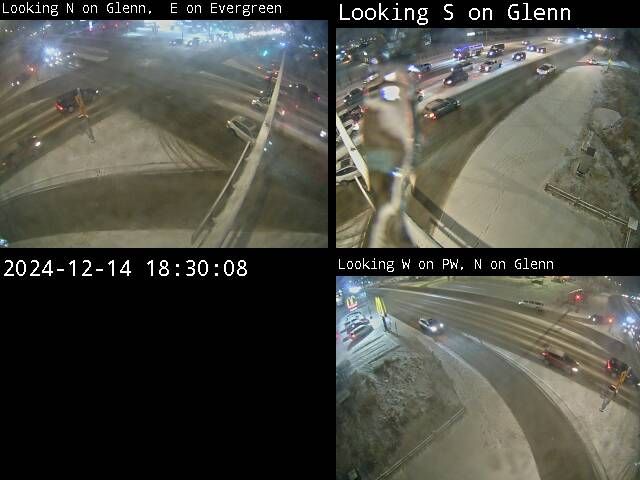 Looking N on Glenn,  E on Evergreen
Looking S on Glenn
2024-12-14 18:30:08
Looking W on PW, N on Glenn